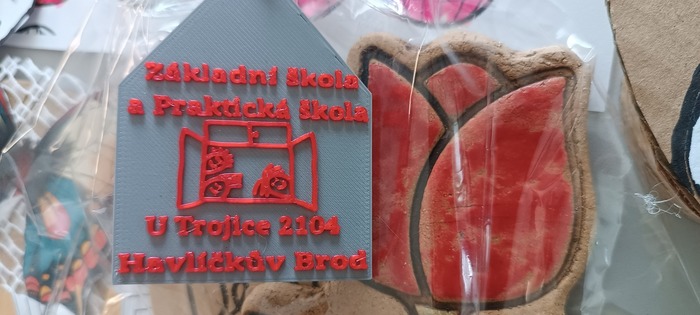 Základní škola
a Praktická škola
U Trojice 2104
Havlíčkův Brod